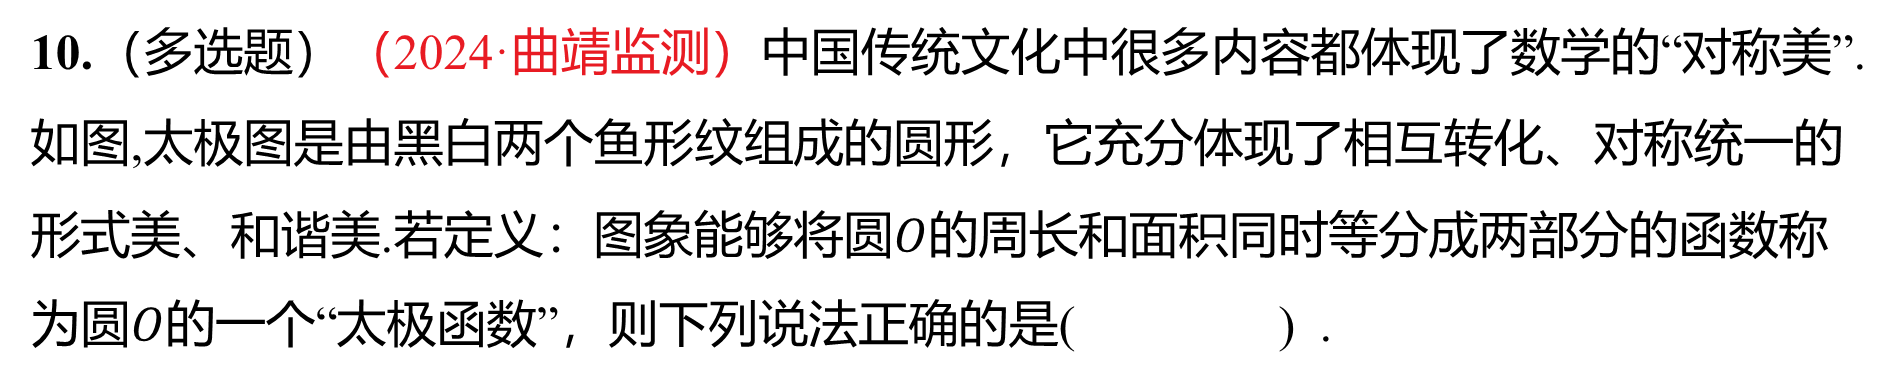 10.（多选题）（2024·曲靖监测）中国传统文化中很多内容都体现了数学的“对称美”.
如图,太极图是由黑白两个鱼形纹组成的圆形，它充分体现了相互转化、对称统一的
形式美、和谐美.若定义：图象能够将圆O的周长和面积同时等分成两部分的函数称
为圆O的一个“太极函数”，则下列说法正确的是(　　　　).